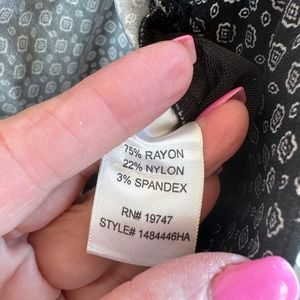 75% RAYON
22% NYLON
3% SPANDEX
RN# 19747
STYLE# 1484446HA